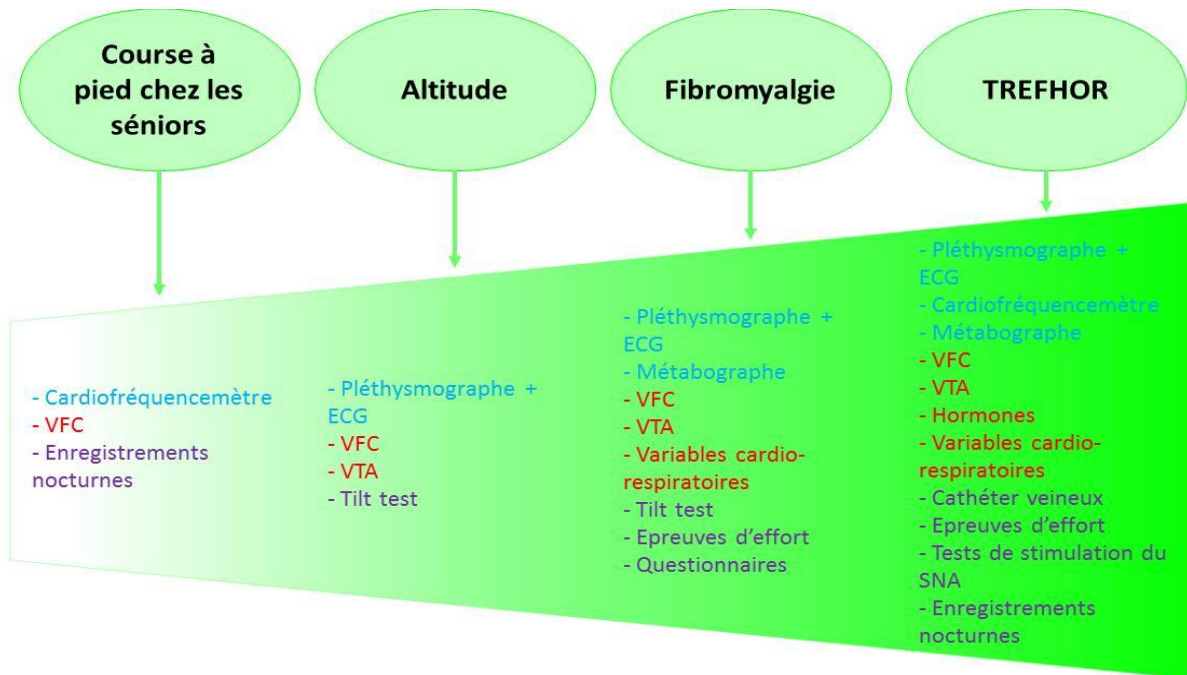 Course à
pied chez les
séniors
Altitude
Fibromyalgie
TREFHOR
- Cardiofréquencemètre
- VFC
- Enregistrements
nocturnes
- Pléthysmographe +
ECG
- VFC
- VTA
- Tilt test
- Pléthysmographe +
ECG
- Métabographe
- VFC
- VTA
- Variables cardio-
respiratoires
- Tilt test
- Epreuves d’effort
- Questionnaires
- Pléthysmographe +
ECG
- Cardiofréquencemètre
- Métabographe
- VFC
- VTA
- Hormones
- Variables cardio-
respiratoires
- Cathéter veineux
- Epreuves d’effort
- Tests de stimulation du
SNA
- Enregistrements
nocturnes